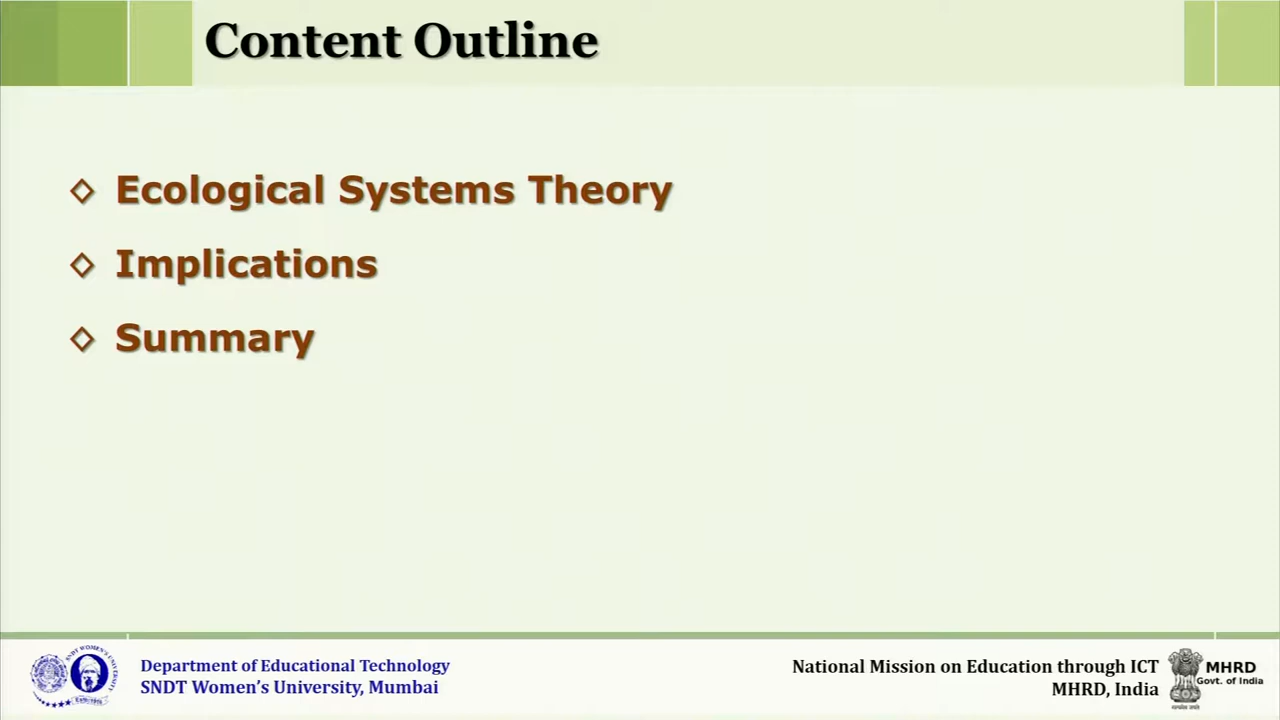 Content Outline
◇ Ecological Systems Theory
◇ Implications
◇ Summary
Department of Educational Technology
SNDT Women's University, Mumbai
National Mission on Education through ICT
MHRD, India
MHRD
Govt. of India